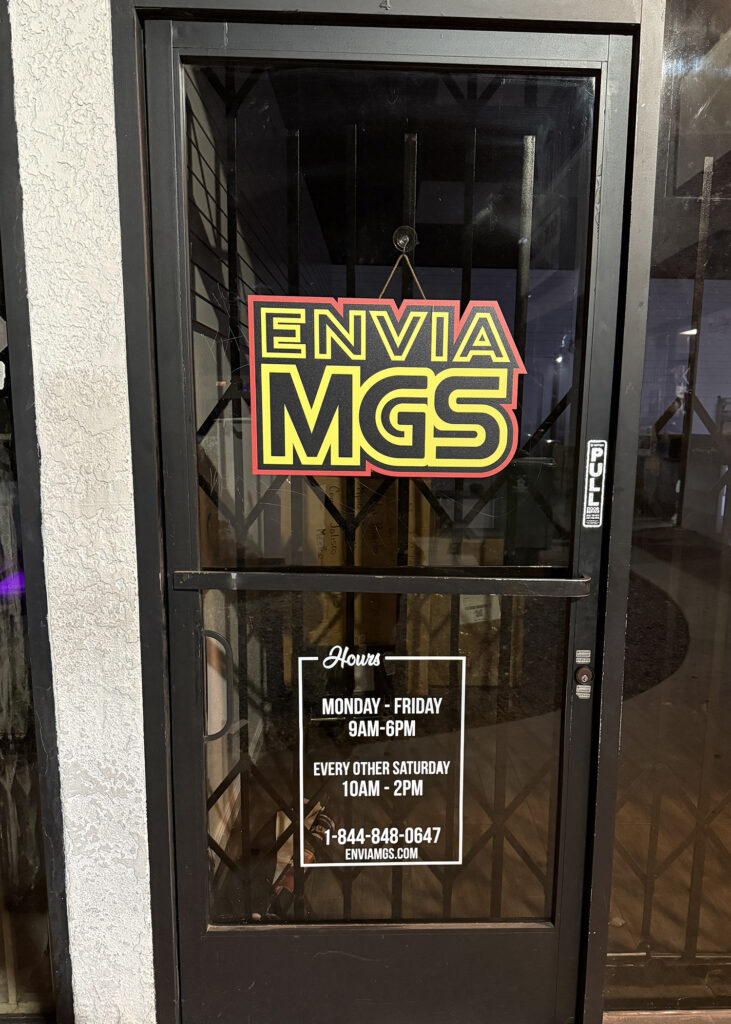 ENVIA
MGS
PULL
Hours
MONDAY - FRIDAY
9AM-6PM
EVERY OTHER SATURDAY
10AM - 2PM
1-844-848-0647
ENVIAMGS.COM